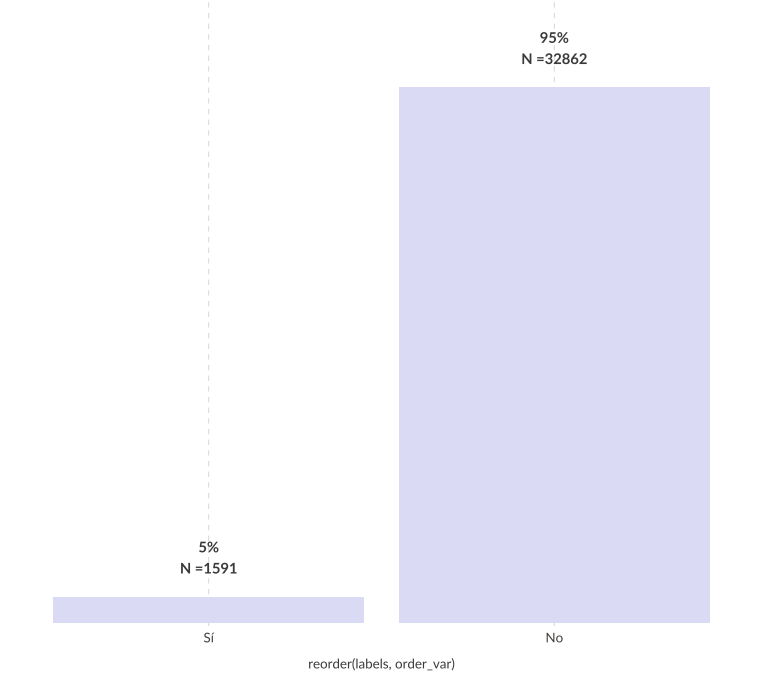 95%
N =32862
5%
N =1591
Sí
No
reorder(labels, order_var)